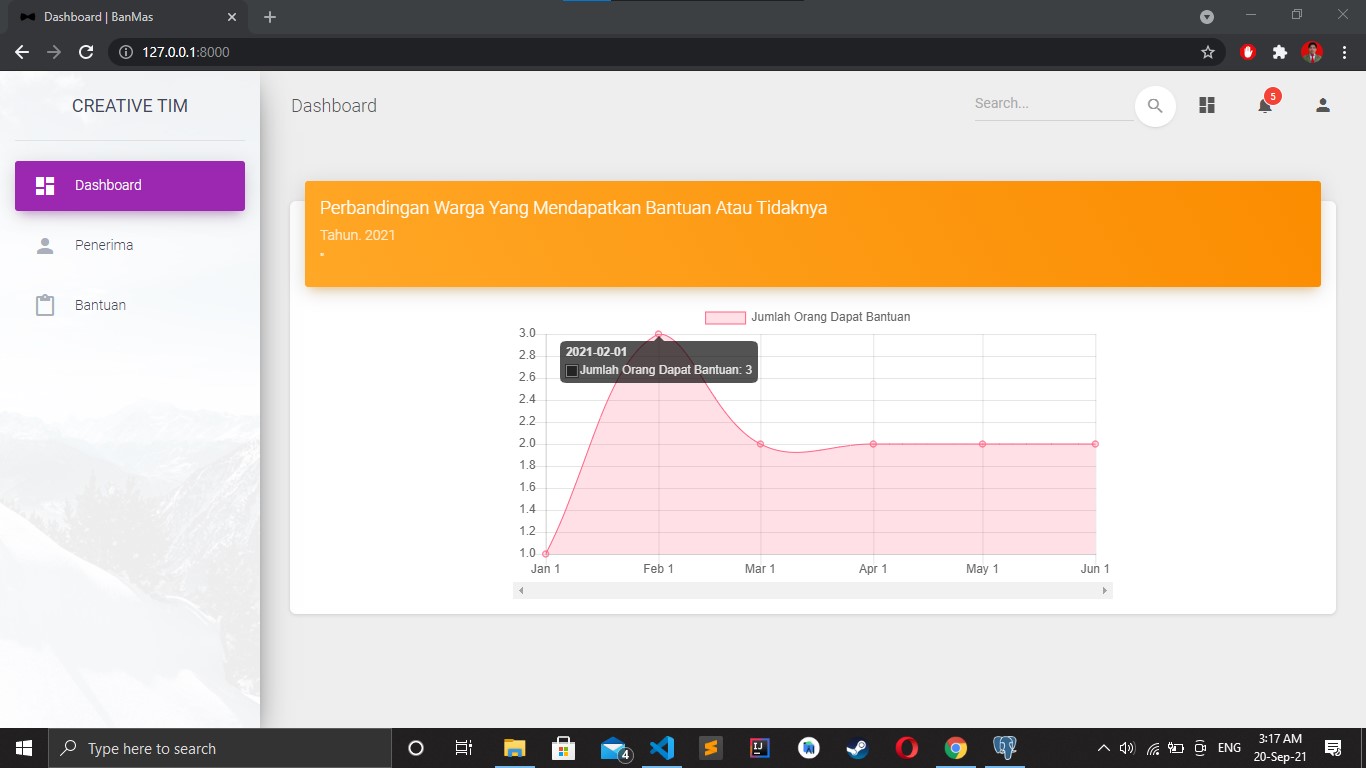 Dashboard | BanMas
127.0.0.1:8000
CREATIVE TIM
Dashboard
Search...
5
Dashboard
Penerima
Bantuan
Perbandingan Warga Yang Mendapatkan Bantuan Atau Tidaknya
Tahun. 2021
Jumlah Orang Dapat Bantuan
3.0
2.8
2.6
2.4
2.2
2.0
1.8
1.6
1.4
1.2
1.0
2021-02-01
Jumlah Orang Dapat Bantuan: 3
Jan 1 Feb 1 Mar 1 Apr 1 May 1 Jun 1
Type here to search
4
IJ
ENG
3:17 AM
20-Sep-21